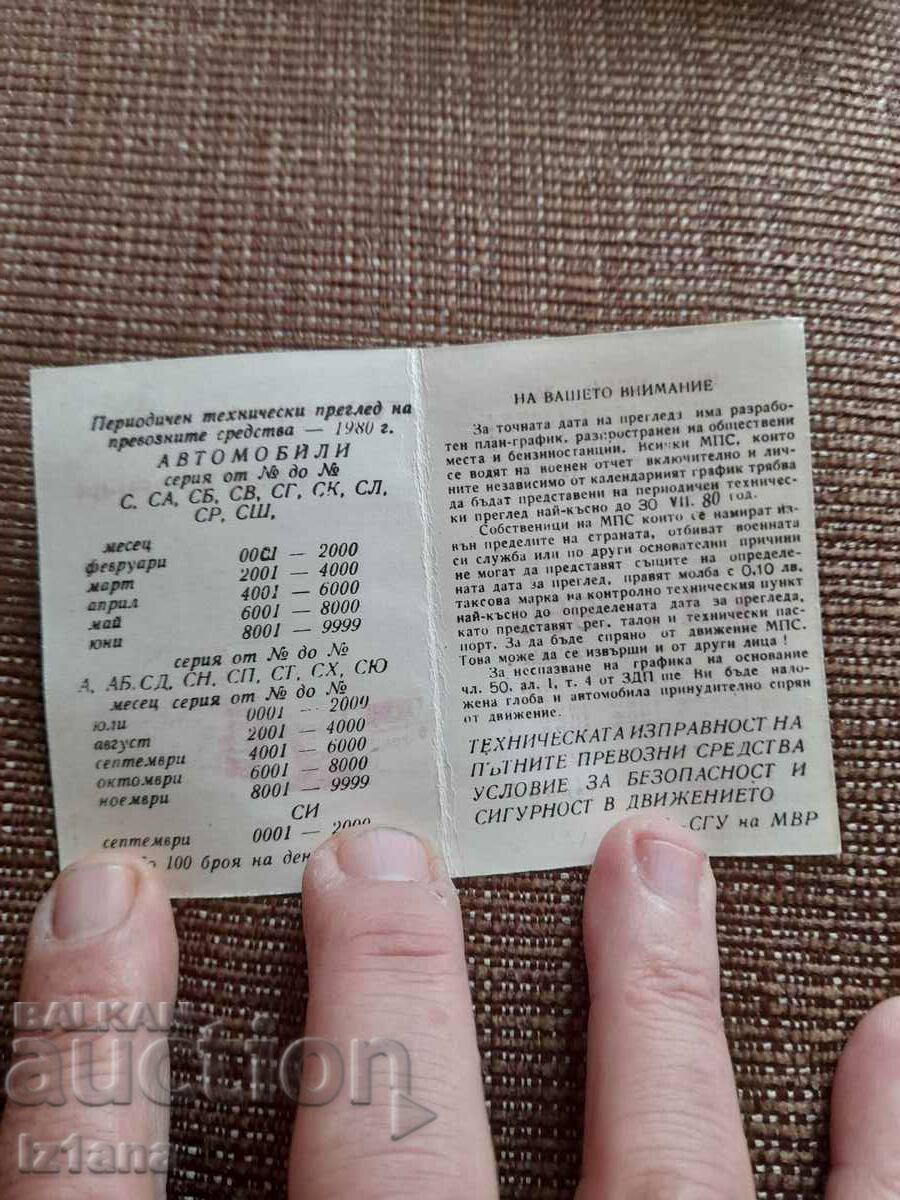 Периодичен технически преглед на
превозните средства — 1980 г.
АВТОМОБИЛИ
серия от № до №
С, СА, СБ, СВ, СГ, СК, СЛ,
СР, СШ,
месец
февруари 0001 — 2000
март 2001 — 4000
април 4001 — 6000
май 6001 — 8000
юни 8001 — 9999
серия от № до №
А, АБ, СД, СН, СП, СТ, СХ, СЮ
месец серия от № до №
юли 0001 — 2000
август 2001 — 4000
септември 4001 — 6000
октомври 6001 — 8000
ноември 8001 — 9999
СИ
септември 0001 — 2000
100 броя на ден
НА ВАШЕТО ВНИМАНИЕ
За точната дата на прегледа има разрабо-
тен план-график, разпространен на обществени
места и бензиностанции. Всички МПС, които
се водят на военен отчет включително и лич-
ните независимо от календарният график трябва
да бъдат представени на периодичен техничес-
ки преглед най-късно до 30 VII. 80 год.
Собственици на МПС които се намират из-
вън пределите на страната, отбиват военната
си служба или по други основателни причини
не могат да представят същите на определе-
ната дата за преглед, правят молба с 0.10 лв.
таксова марка на контролно техническия пункт
най-късно до определената дата за прегледа,
като представят рег. талон и технически пас-
порт. За да бъде спряно от движение МПС.
Това може да се извърши и от други лица!
За неспазване на графика на основание
чл. 50, ал. 1, т. 4 от ЗДП ще Ви бъде нало-
жена глоба и автомобила принудително спрян
от движение.
ТЕХНИЧЕСКАТА ИЗПРАВНОСТ НА
ПЪТНИТЕ ПРЕВОЗНИ СРЕДСТВА
УСЛОВИЕ ЗА БЕЗОПАСНОСТ И
СИГУРНОСТ В ДВИЖЕНИЕТО
-СГУ на МВР
BALKAN
auction
iz1ana